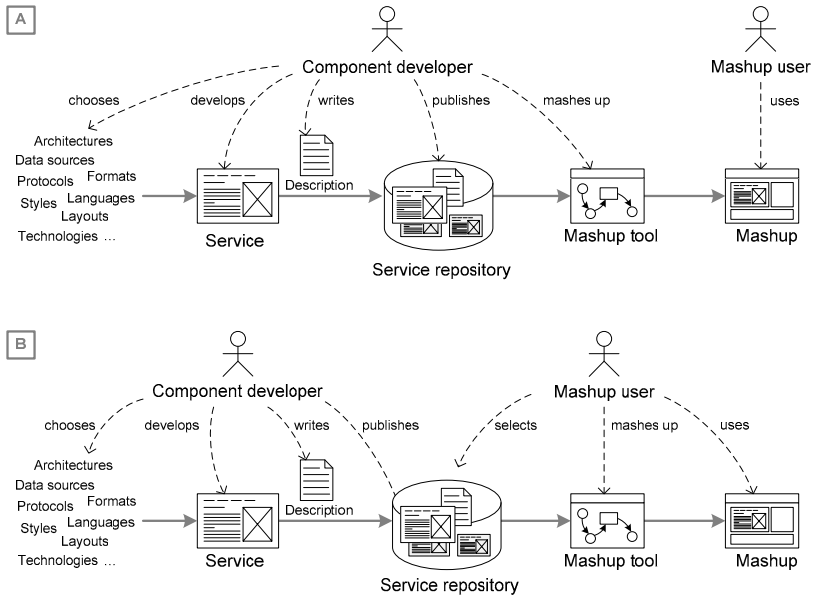 A
Component developer
Mashup user
chooses
develops
writes
publishes
mashes up
uses
Architectures
Data sources
Protocols Formats
Styles Languages
Layouts
Technologies ...
Description
Service
Service repository
Mashup tool
Mashup
B
Component developer
Mashup user
chooses
develops
writes
publishes
selects
mashes up
uses
Architectures
Data sources
Protocols Formats
Styles Languages
Layouts
Technologies ...
Description
Service
Service repository
Mashup tool
Mashup